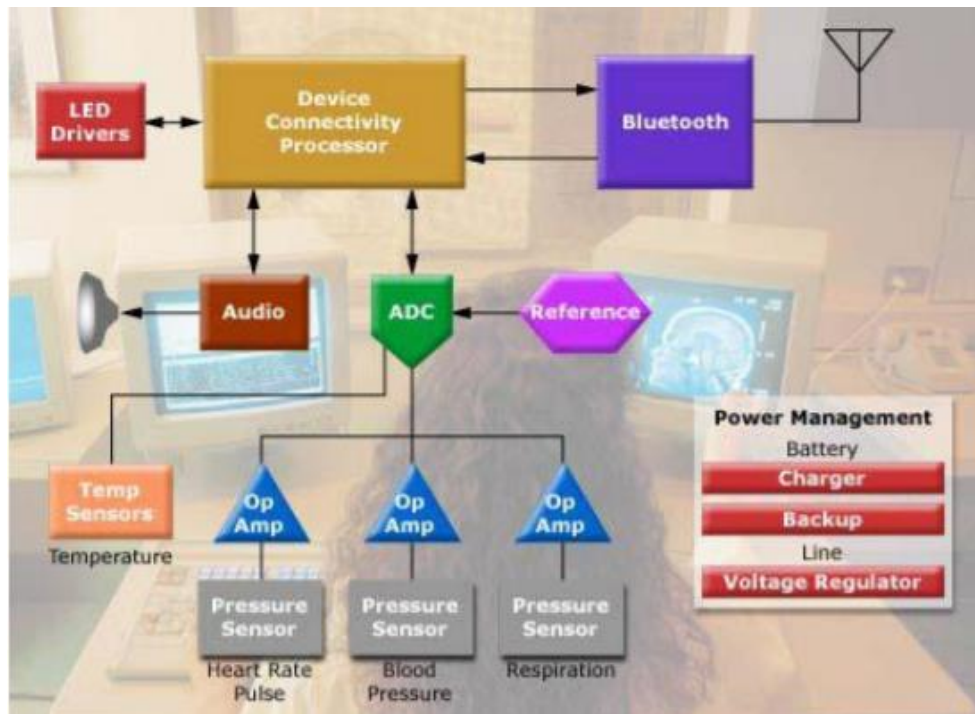 LED
Drivers
Device
Connectivity
Processor
Bluetooth
Audio
ADC
Reference
Power Management
Battery
Charger
Backup
Line
Voltage Regulator
Temp
Sensors
Temperature
Op
Amp
Op
Amp
Op
Amp
Pressure
Sensor
Heart Rate
Pulse
Pressure
Sensor
Blood
Pressure
Pressure
Sensor
Respiration